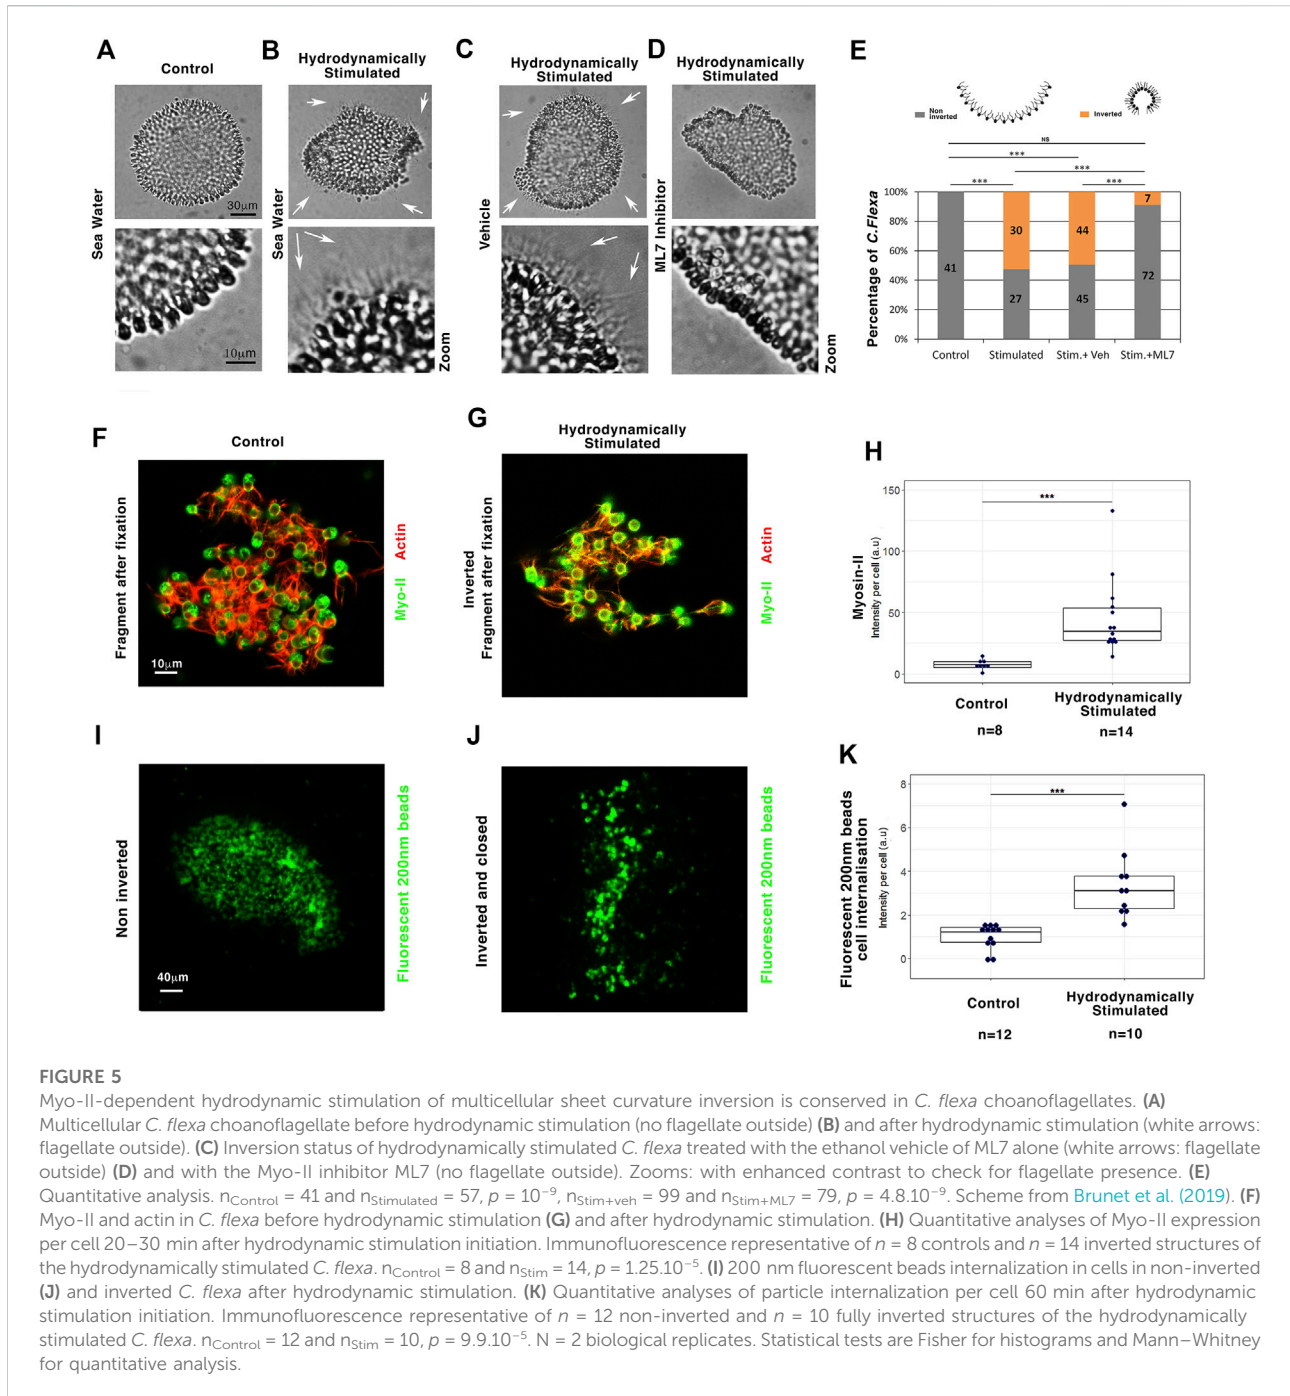 A
Control
Sea Water
30μm
10μm
B
Hydrodynamically
Stimulated
Sea Water
Zoom
C
Hydrodynamically
Stimulated
Vehicle
D
Hydrodynamically
Stimulated
ML7 Inhibitor
Zoom
E
Non
inverted
Inverted
NS
***
***
***
***
Percentage of C.Flexa
100%
80%
60%
40%
20%
0%
41
30
27
44
45
7
72
Control
Stimulated
Stim.+ Veh
Stim.+ML7
F
Control
Fragment after fixation
10μm
Myo-II Actin
G
Hydrodynamically
Stimulated
Inverted
Fragment after fixation
Myo-II Actin
H
Myosin-II
Intensity per cell (a.u)
150
100
50
0
***
Control
Hydrodynamically
Stimulated
n=8
n=14
I
Non inverted
40μm
Fluorescent 200nm beads
J
Inverted and closed
Fluorescent 200nm beads
K
Fluorescent 200nm beads
cell internalisation
Intensity per cell (a.u)
8
6
4
2
0
***
Control
Hydrodynamically
Stimulated
n=12
n=10
FIGURE 5
Myo-II-dependent hydrodynamic stimulation of multicellular sheet curvature inversion is conserved in C. flexa choanoflagellates. (A)
Multicellular C. flexa choanoflagellate before hydrodynamic stimulation (no flagellate outside) (B) and after hydrodynamic stimulation (white arrows:
flagellate outside). (C) Inversion status of hydrodynamically stimulated C. flexa treated with the ethanol vehicle of ML7 alone (white arrows: flagellate
outside) (D) and with the Myo-II inhibitor ML7 (no flagellate outside). Zooms: with enhanced contrast to check for flagellate presence. (E)
Quantitative analysis. nControl = 41 and nStimulated = 57, p = 10⁻⁹, nStim+veh = 99 and nStim+ML7 = 79, p = 4.8.10⁻⁹. Scheme from Brunet et al. (2019). (F)
Myo-II and actin in C. flexa before hydrodynamic stimulation (G) and after hydrodynamic stimulation. (H) Quantitative analyses of Myo-II expression
per cell 20–30 min after hydrodynamic stimulation initiation. Immunofluorescence representative of n = 8 controls and n = 14 inverted structures of
the hydrodynamically stimulated C. flexa. nControl = 8 and nStim = 14, p = 1.25.10⁻⁵. (I) 200 nm fluorescent beads internalization in cells in non-inverted
(J) and inverted C. flexa after hydrodynamic stimulation. (K) Quantitative analyses of particle internalization per cell 60 min after hydrodynamic
stimulation initiation. Immunofluorescence representative of n = 12 non-inverted and n = 10 fully inverted structures of the hydrodynamically
stimulated C. flexa. nControl = 12 and nStim = 10, p = 9.9.10⁻⁵. N = 2 biological replicates. Statistical tests are Fisher for histograms and Mann–Whitney
for quantitative analysis.